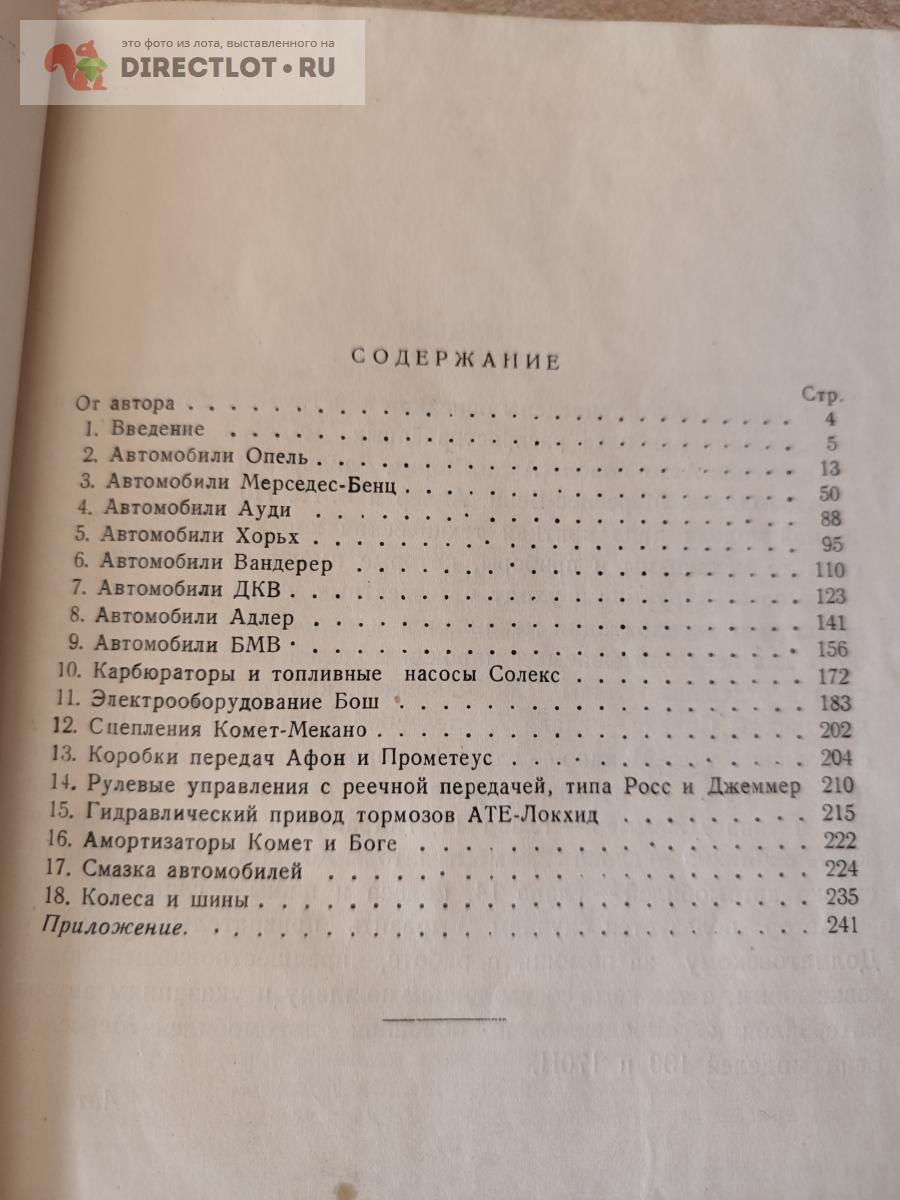 это фото из лота, выставленного на
DIRECTLOT•RU
СОДЕРЖАНИЕ
Стр.
От автора . . . . . . . . . . . . . . . . . . . . . . . 4
1. Введение . . . . . . . . . . . . . . . . . . . . . 5
2. Автомобили Опель . . . . . . . . . . . . . . . . . . 13
3. Автомобили Мерседес-Бенц . . . . . . . . . . . . . . 50
4. Автомобили Ауди . . . . . . . . . . . . . . . . . . 88
5. Автомобили Хорьх . . . . . . . . . . . . . . . . . . 95
6. Автомобили Вандерер . . . . . . . . . . . . . . . . 110
7. Автомобили ДКВ . . . . . . . . . . . . . . . . . . . 123
8. Автомобили Адлер . . . . . . . . . . . . . . . . . . 141
9. Автомобили БМВ . . . . . . . . . . . . . . . . . . . 156
10. Карбюраторы и топливные насосы Солекс . . . . . . . . 172
11. Электрооборудование Бош . . . . . . . . . . . . . . 183
12. Сцепления Комет-Мекано . . . . . . . . . . . . . . . 202
13. Коробки передач Афон и Прометеус . . . . . . . . . . 204
14. Рулевые управления с реечной передачей, типа Росс и Джеммер 210
15. Гидравлический привод тормозов АТЕ-Локхид . . . . . . 215
16. Амортизаторы Комет и Боге . . . . . . . . . . . . . 222
17. Смазка автомобилей . . . . . . . . . . . . . . . . . 224
18. Колеса и шины . . . . . . . . . . . . . . . . . . . 235
Приложение. . . . . . . . . . . . . . . . . . . . . . . 241